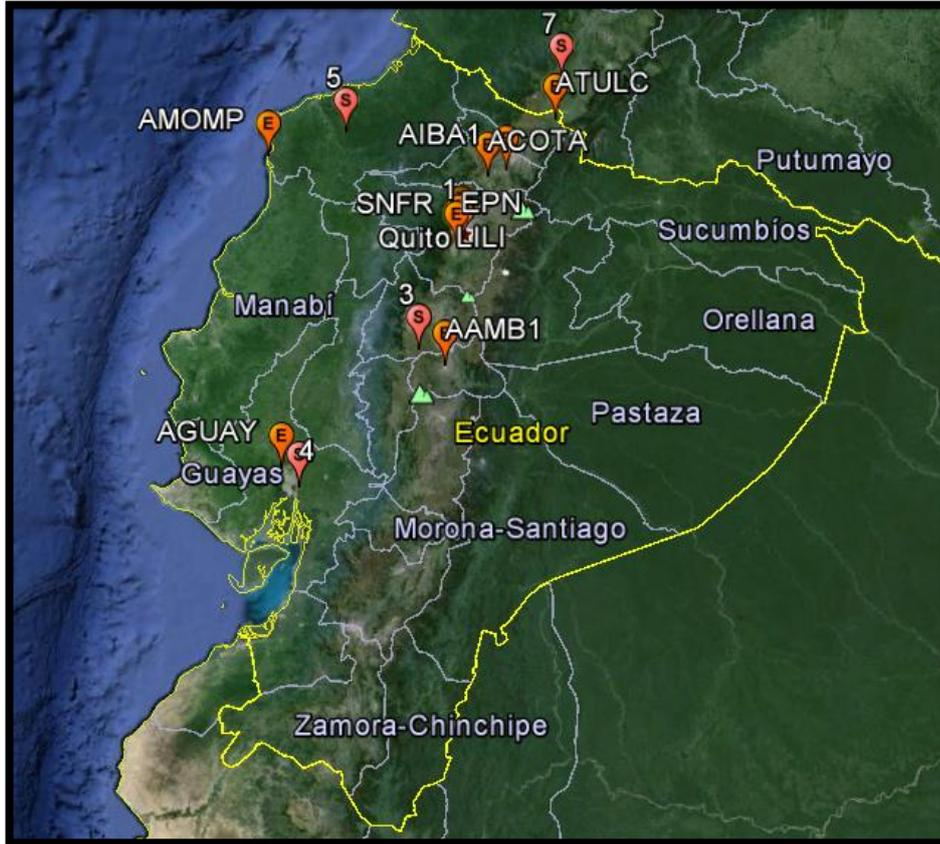 7
S
5
S
E
ATULC
AMOMP
E
AIBA1
ACOTA
Putumayo
1
SNFR
EPN
E
Quito
LILI
Sucumbíos
3
S
Manabí
AAMB1
Orellana
Pastaza
AGUAY
E
Ecuador
4
S
Guayas
Morona-Santiago
Zamora-Chinchipe